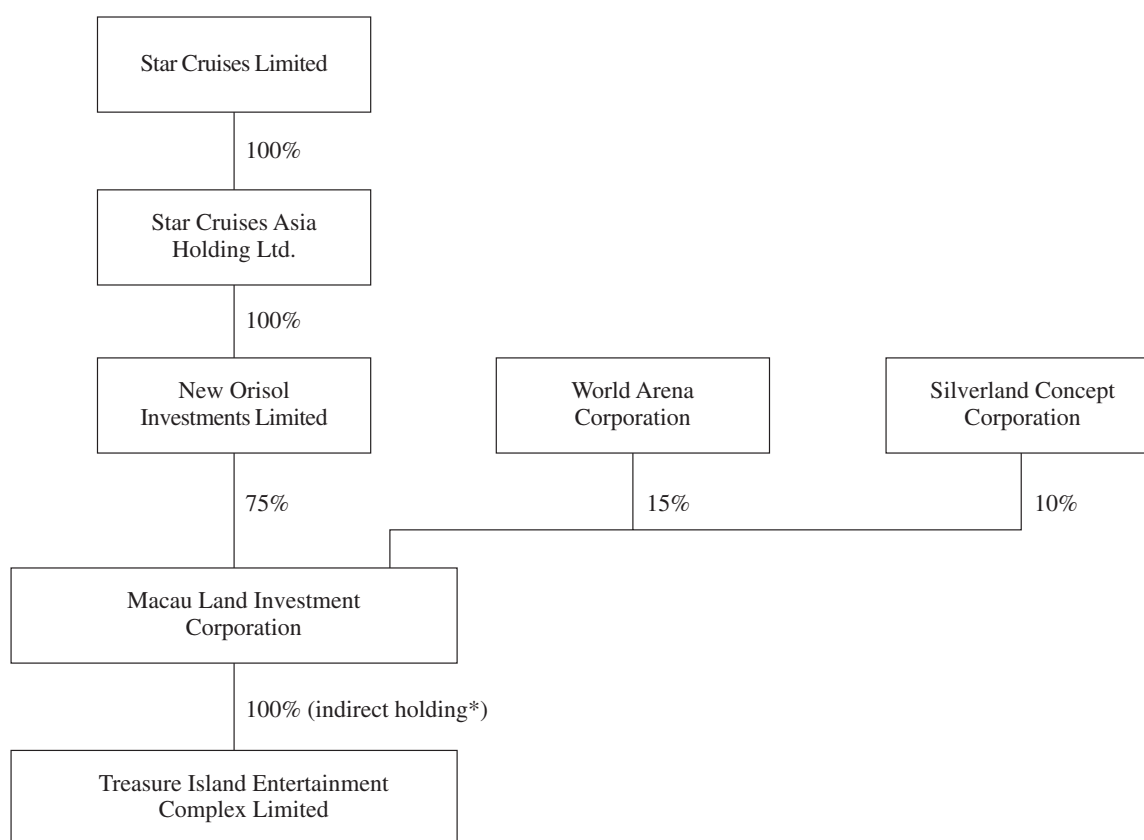 Star Cruises Limited
100%
Star Cruises Asia
Holding Ltd.
100%
New Orisol
Investments Limited
World Arena
Corporation
Silverland Concept
Corporation
75%
15%
10%
Macau Land Investment
Corporation
100% (indirect holding*)
Treasure Island Entertainment
Complex Limited